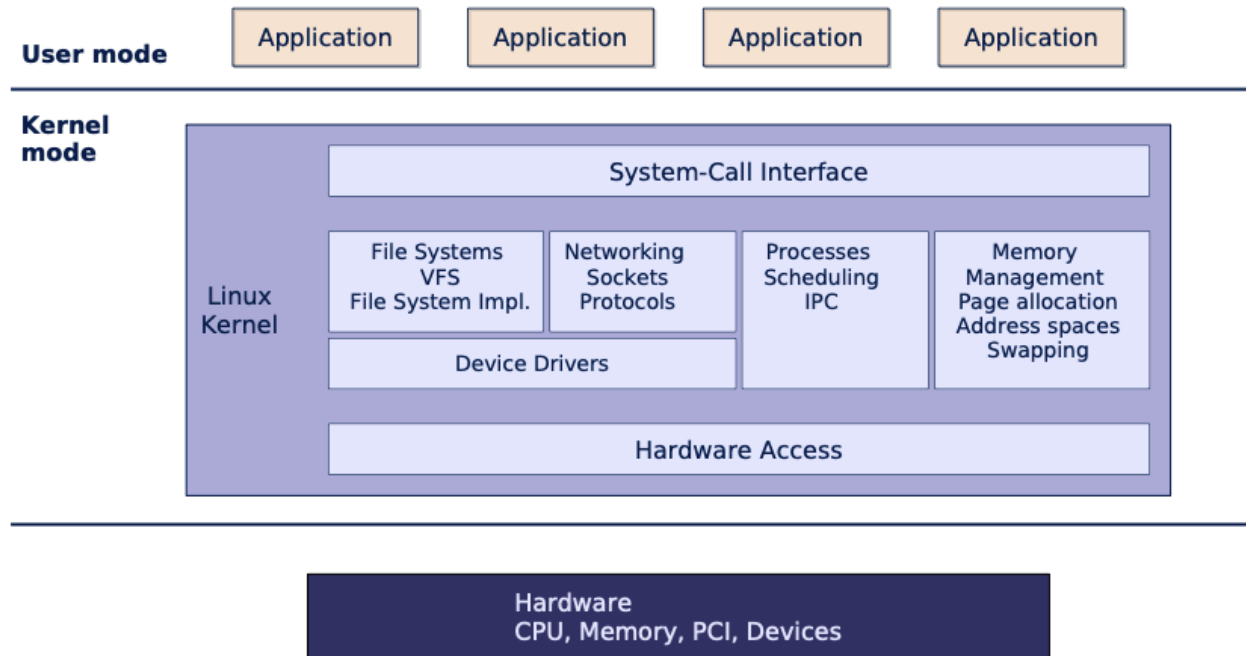 User mode
Application
Application
Application
Application
Kernel
mode
Linux
Kernel
System-Call Interface
File Systems
VFS
File System Impl.
Networking
Sockets
Protocols
Device Drivers
Processes
Scheduling
IPC
Memory
Management
Page allocation
Address spaces
Swapping
Hardware Access
Hardware
CPU, Memory, PCI, Devices